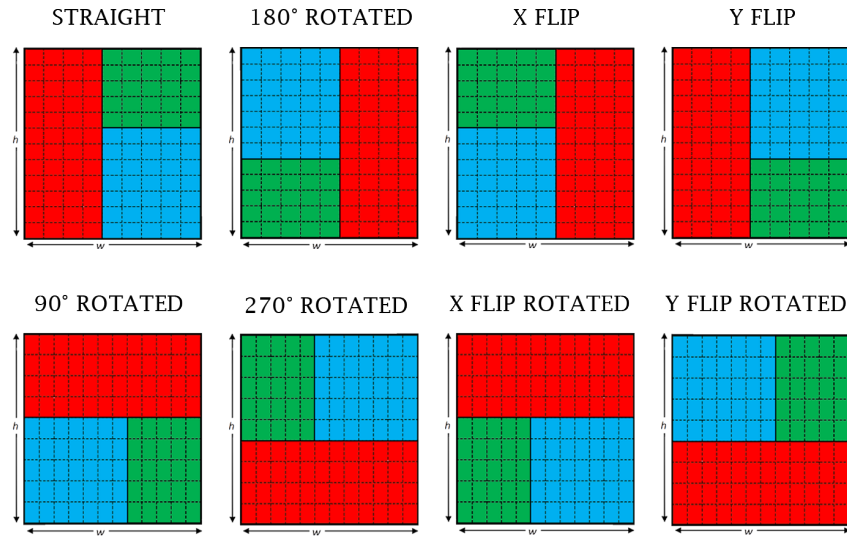 STRAIGHT
180° ROTATED
X FLIP
Y FLIP
h
h
h
h
w
w
w
w
90° ROTATED
270° ROTATED
X FLIP ROTATED
Y FLIP ROTATED
h
h
h
h
w
w
w
w